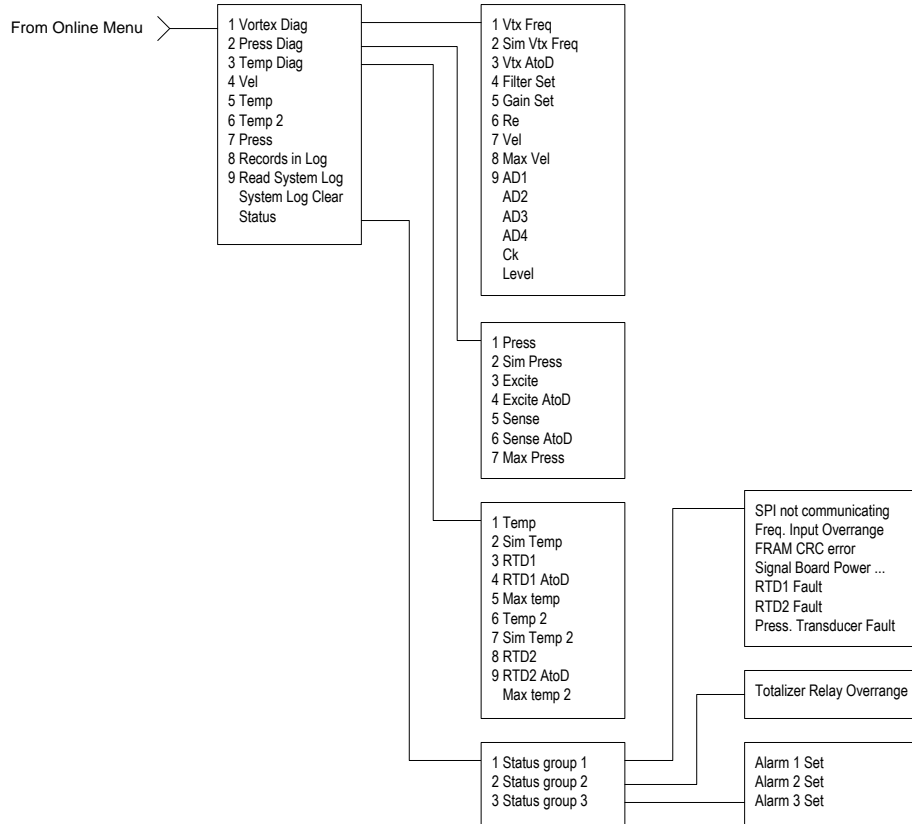 From Online Menu
1 Vortex Diag
2 Press Diag
3 Temp Diag
4 Vel
5 Temp
6 Temp 2
7 Press
8 Records in Log
9 Read System Log
System Log Clear
Status
1 Vtx Freq
2 Sim Vtx Freq
3 Vtx AtoD
4 Filter Set
5 Gain Set
6 Re
7 Vel
8 Max Vel
9 AD1
AD2
AD3
AD4
Ck
Level
1 Press
2 Sim Press
3 Excite
4 Excite AtoD
5 Sense
6 Sense AtoD
7 Max Press
1 Temp
2 Sim Temp
3 RTD1
4 RTD1 AtoD
5 Max temp
6 Temp 2
7 Sim Temp 2
8 RTD2
9 RTD2 AtoD
Max temp 2
1 Status group 1
2 Status group 2
3 Status group 3
SPI not communicating
Freq. Input Overrange
FRAM CRC error
Signal Board Power ...
RTD1 Fault
RTD2 Fault
Press. Transducer Fault
Totalizer Relay Overrange
Alarm 1 Set
Alarm 2 Set
Alarm 3 Set